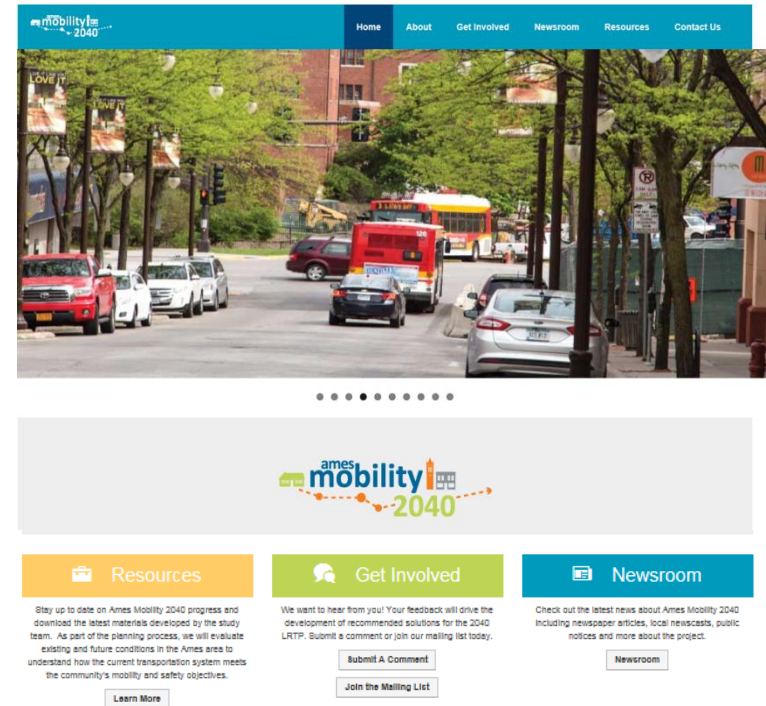 ames
mobility
2040
Home About Get Involved Newsroom Resources Contact Us
LOVE IT
LOVE IT
126
ames
mobility
2040
Resources
Stay up to date on Ames Mobility 2040 progress and
download the latest materials developed by the study
team. As part of the planning process, we will evaluate
existing and future conditions in the Ames area to
understand how the current transportation system meets
the community's mobility and safety objectives.
Learn More
Get Involved
We want to hear from you! Your feedback will drive the
development of recommended solutions for the 2040
LRTP. Submit a comment or join our mailing list today.
Submit A Comment
Join the Mailing List
Newsroom
Check out the latest news about Ames Mobility 2040
including newspaper articles, local newscasts, public
notices and more about the project.
Newsroom